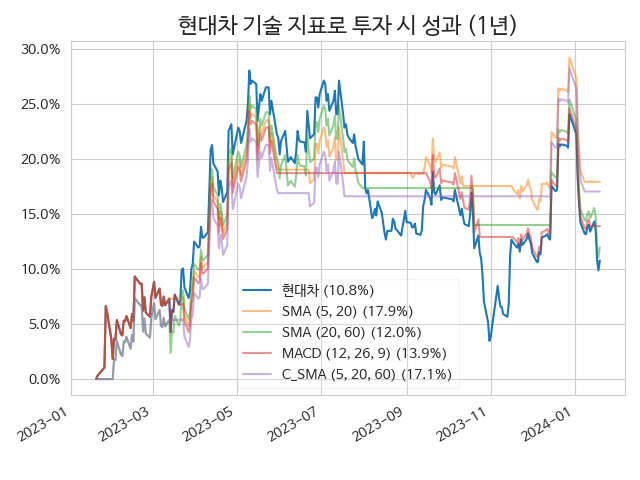 현대차 기술 지표로 투자 시 성과 (1년)
30.0%
25.0%
20.0%
15.0%
10.0%
5.0%
0.0%
현대차 (10.8%)
SMA (5, 20) (17.9%)
SMA (20, 60) (12.0%)
MACD (12, 26, 9) (13.9%)
C_SMA (5, 20, 60) (17.1%)
2023-01
2023-03
2023-05
2023-07
2023-09
2023-11
2024-01